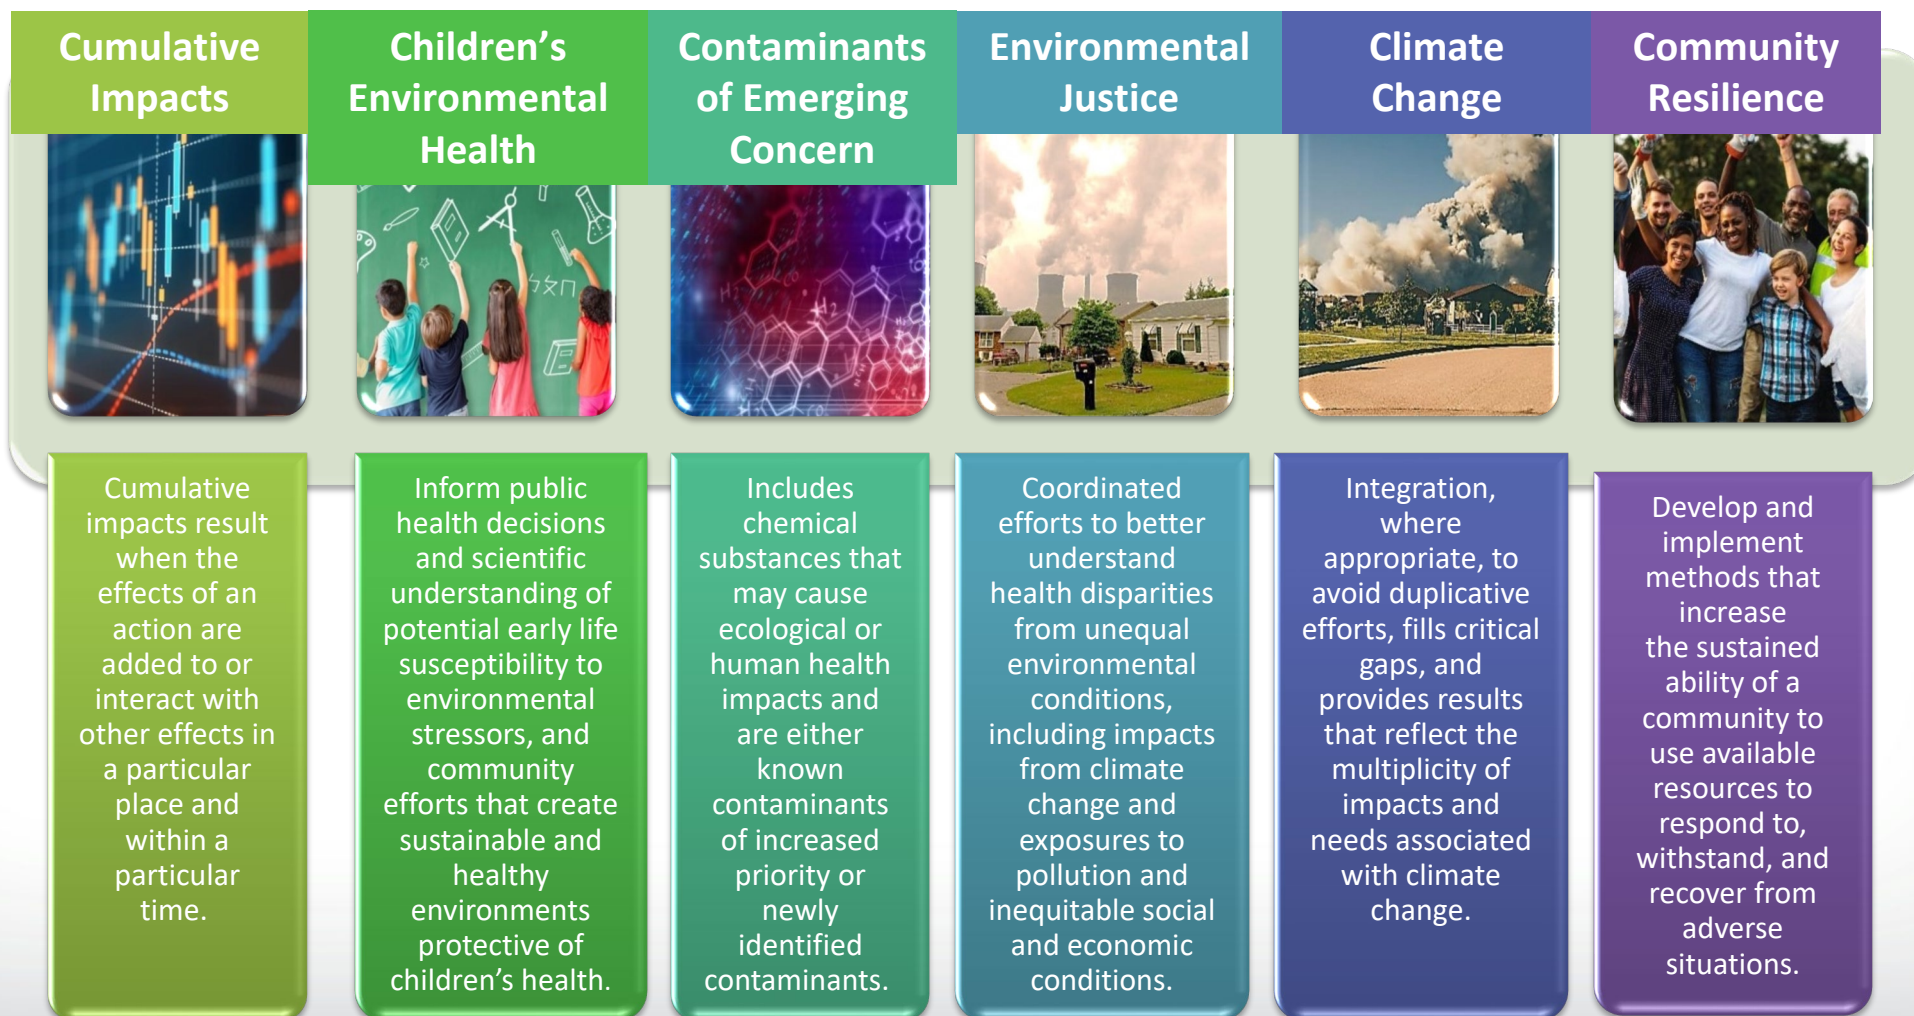 Cumulative
Impacts
Children’s
Environmental
Health
Contaminants
of Emerging
Concern
Environmental
Justice
Climate
Change
Community
Resilience
Cumulative
impacts result
when the
effects of an
action are
added to or
interact with
other effects in
a particular
place and
within a
particular
time.
Inform public
health decisions
and scientific
understanding of
potential early life
susceptibility to
environmental
stressors, and
community
efforts that create
sustainable and
healthy
environments
protective of
children’s health.
Includes
chemical
substances that
may cause
ecological or
human health
impacts and
are either
known
contaminants
of increased
priority or
newly
identified
contaminants.
Coordinated
efforts to better
understand
health disparities
from unequal
environmental
conditions,
including impacts
from climate
change and
exposures to
pollution and
inequitable social
and economic
conditions.
Integration,
where
appropriate, to
avoid duplicative
efforts, fills critical
gaps, and
provides results
that reflect the
multiplicity of
impacts and
needs associated
with climate
change.
Develop and
implement
methods that
increase
the sustained
ability of a
community to
use available
resources to
respond to,
withstand, and
recover from
adverse
situations.